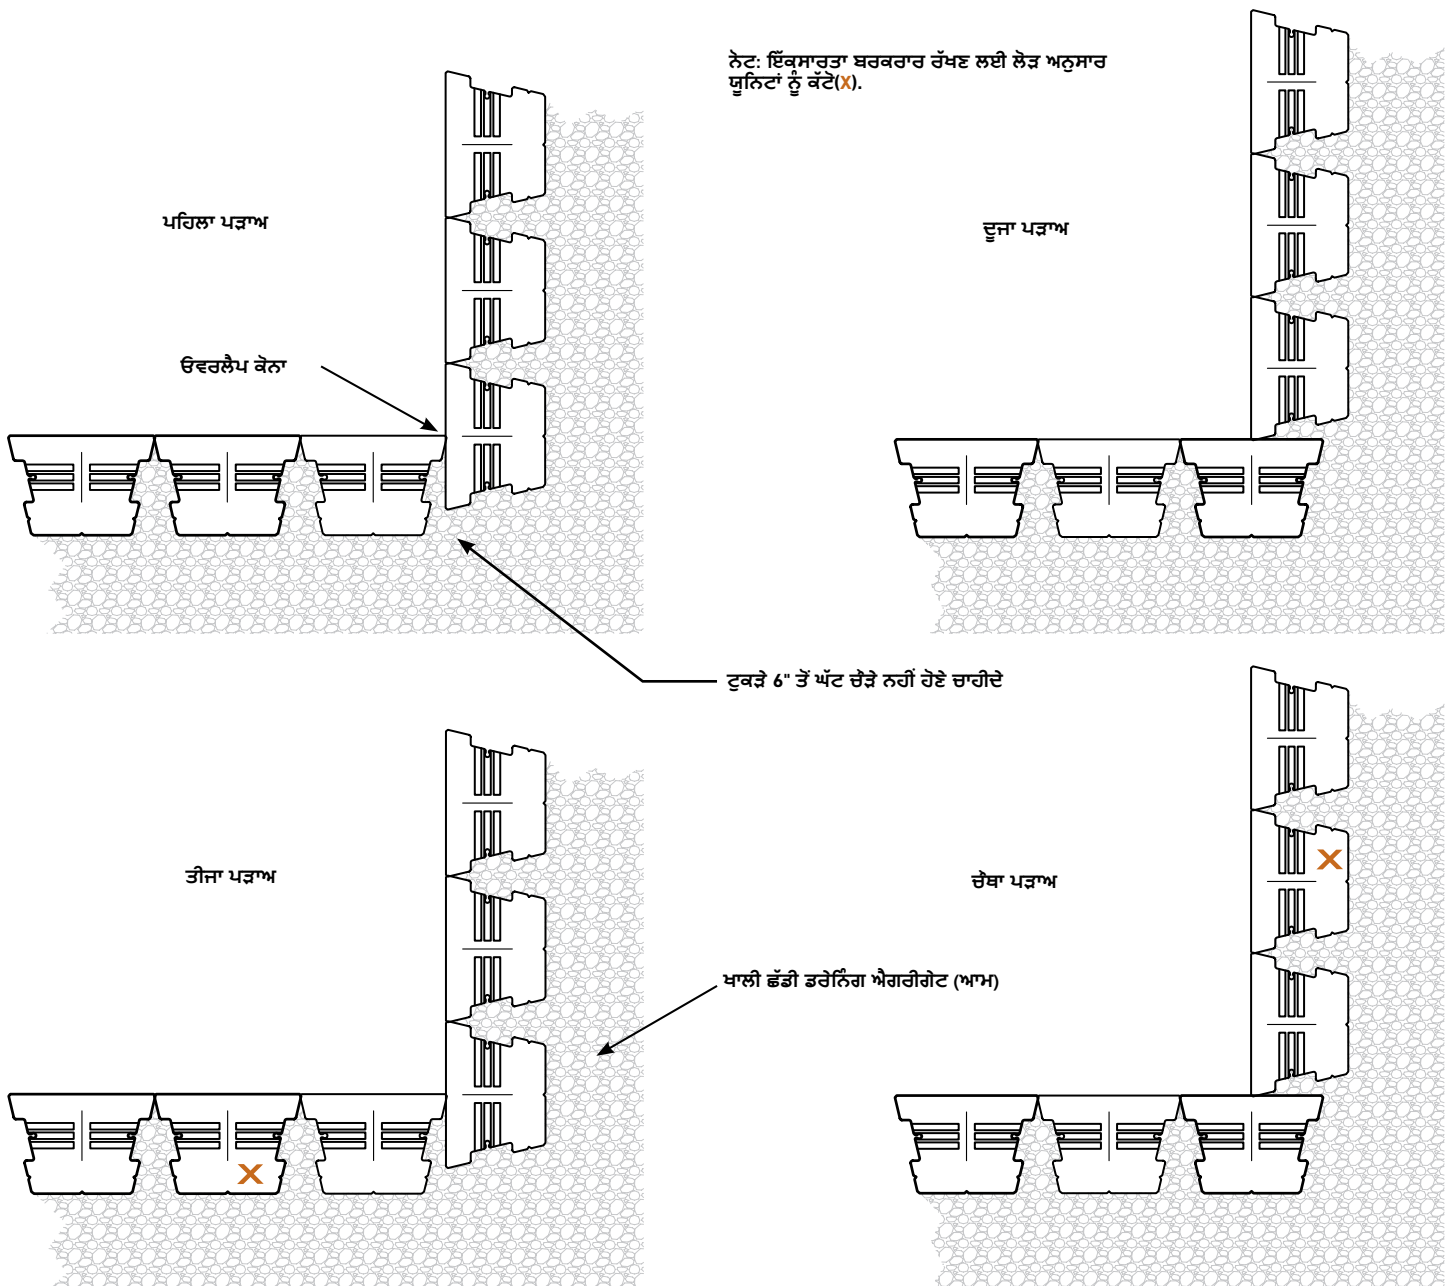 ਨੋਟ: ਇੱਕਸਾਰਤਾ ਬਰਕਰਾਰ ਰੱਖਣ ਲਈ ਲੋੜ ਅਨੁਸਾਰ
ਯੂਨਿਟਾਂ ਨੂੰ ਕੱਟੋ(X).
ਪਹਿਲਾ ਪੜਾਅ
ਦੂਜਾ ਪੜਾਅ
ਓਵਰਲੈਪ ਕੋਨਾ
ਟੁਕੜੇ 6" ਤੋਂ ਘੱਟ ਚੌੜੇ ਨਹੀਂ ਹੋਣੇ ਚਾਹੀਦੇ
ਤੀਜਾ ਪੜਾਅ
ਚੌਥਾ ਪੜਾਅ
X
ਖਾਲੀ ਛੱਡੀ ਡਰੇਨਿੰਗ ਐਗਰੀਗੇਟ (ਆਮ)
X